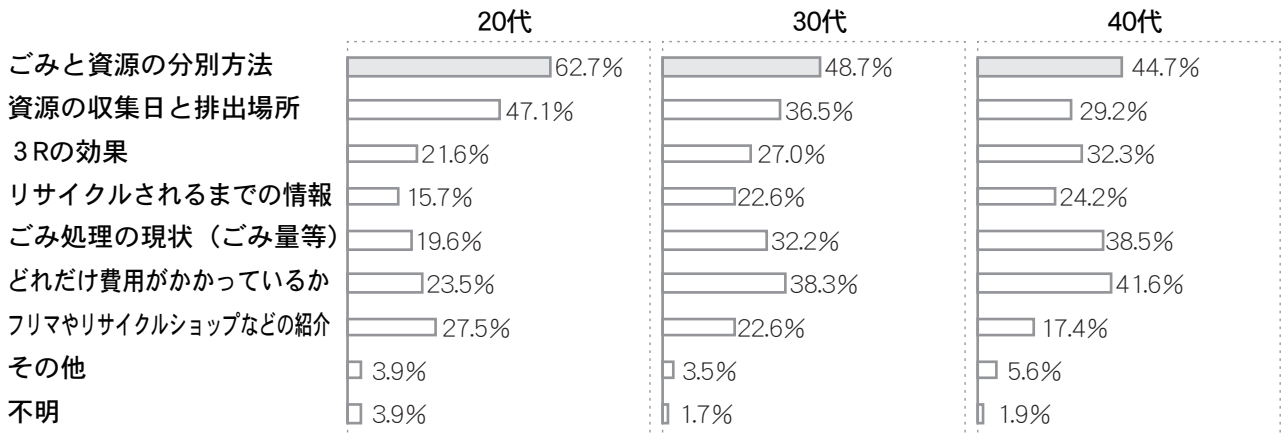 20代 30代 40代
ごみと資源の分別方法 62.7% 48.7% 44.7%
資源の収集日と排出場所 47.1% 36.5% 29.2%
3Rの効果 21.6% 27.0% 32.3%
リサイクルされるまでの情報 15.7% 22.6% 24.2%
ごみ処理の現状（ごみ量等） 19.6% 32.2% 38.5%
どれだけ費用がかかっているか 23.5% 38.3% 41.6%
フリマやリサイクルショップなどの紹介 27.5% 22.6% 17.4%
その他 3.9% 3.5% 5.6%
不明 3.9% 1.7% 1.9%